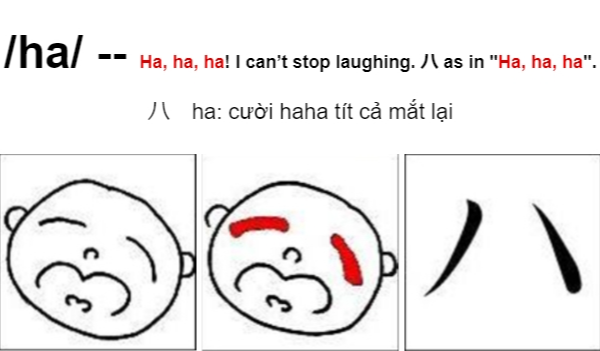 /ha/ -- Ha, ha, ha! I can’t stop laughing. ハ as in "Ha, ha, ha".
ハ ha: cười haha tít cả mắt lại
ハ